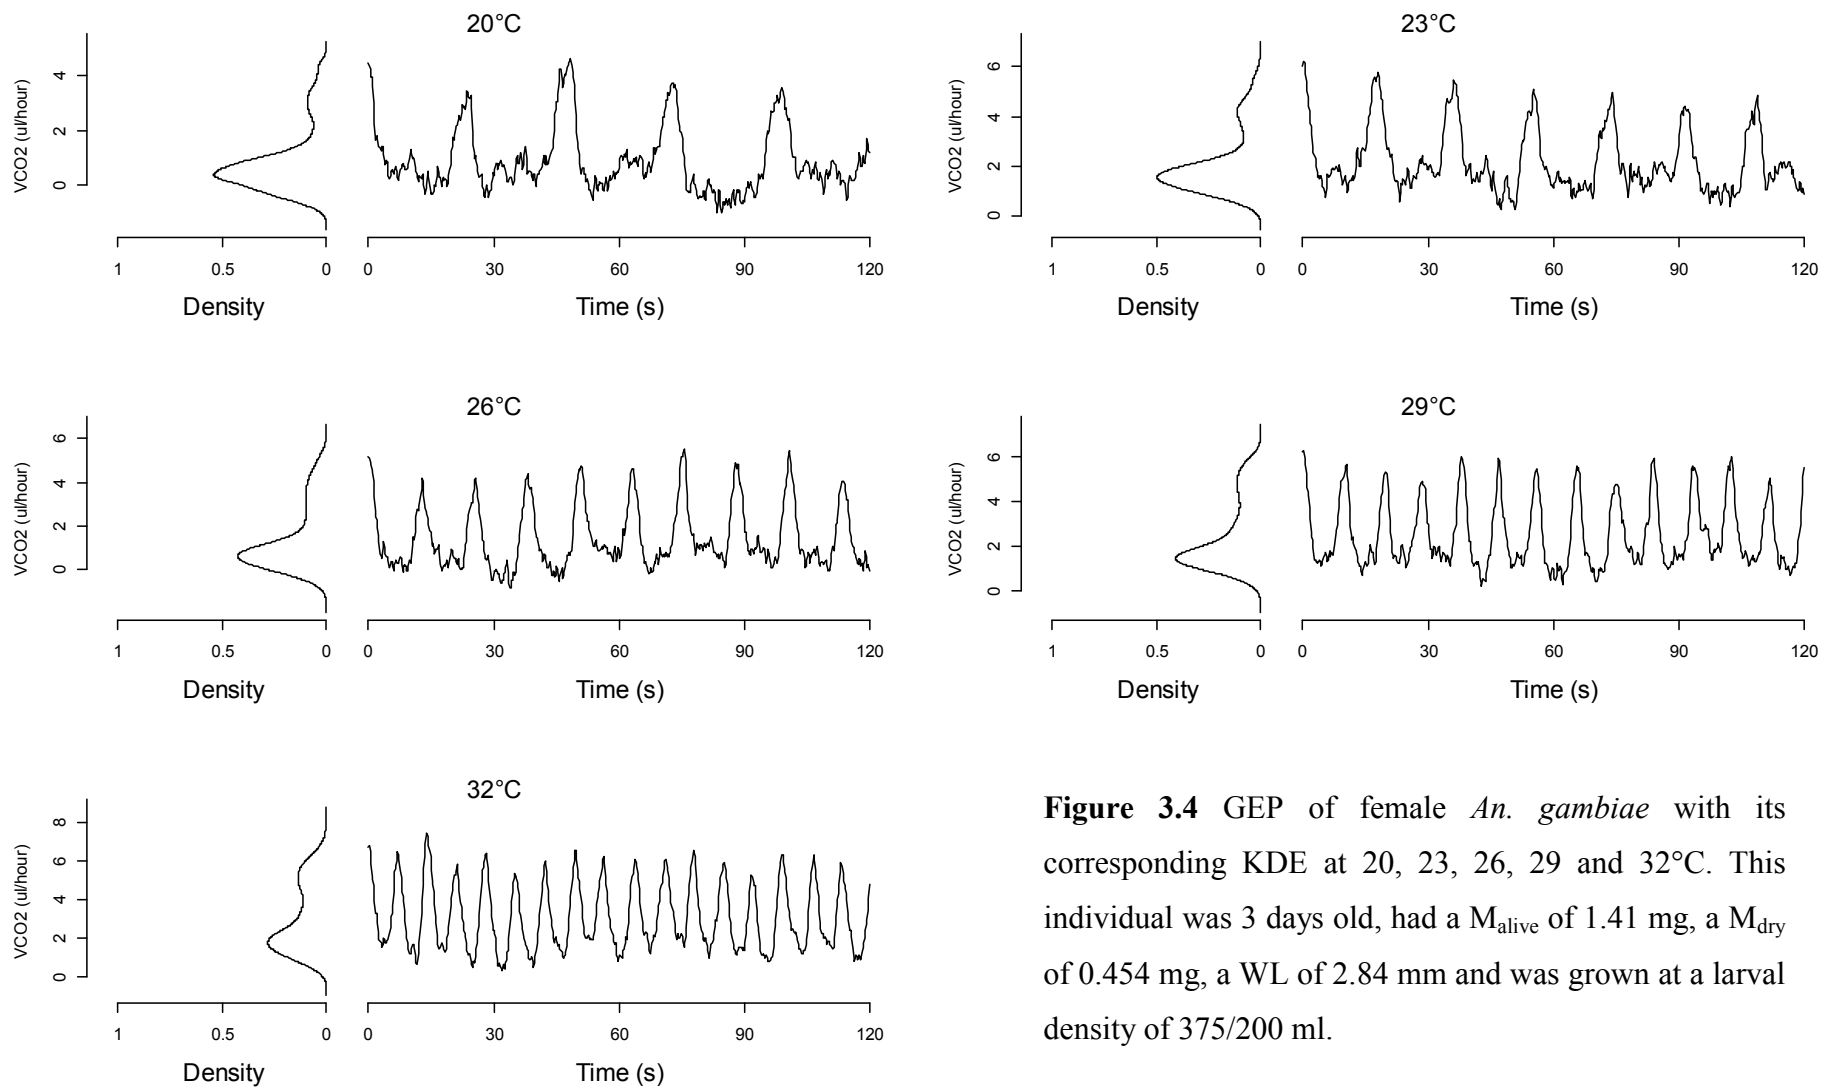 20°C
VCO2 (ul/hour)
4
2
0
1 0.5 0
Density
0 30 60 90 120
Time (s)
23°C
VCO2 (ul/hour)
6
4
2
0
1 0.5 0
Density
0 30 60 90 120
Time (s)
26°C
VCO2 (ul/hour)
6
4
2
0
1 0.5 0
Density
0 30 60 90 120
Time (s)
29°C
VCO2 (ul/hour)
6
4
2
0
1 0.5 0
Density
0 30 60 90 120
Time (s)
32°C
VCO2 (ul/hour)
8
6
4
2
0
1 0.5 0
Density
0 30 60 90 120
Time (s)
Figure 3.4 GEP of female An. gambiae with its
corresponding KDE at 20, 23, 26, 29 and 32°C. This
individual was 3 days old, had a Malive of 1.41 mg, a Mdry
of 0.454 mg, a WL of 2.84 mm and was grown at a larval
density of 375/200 ml.